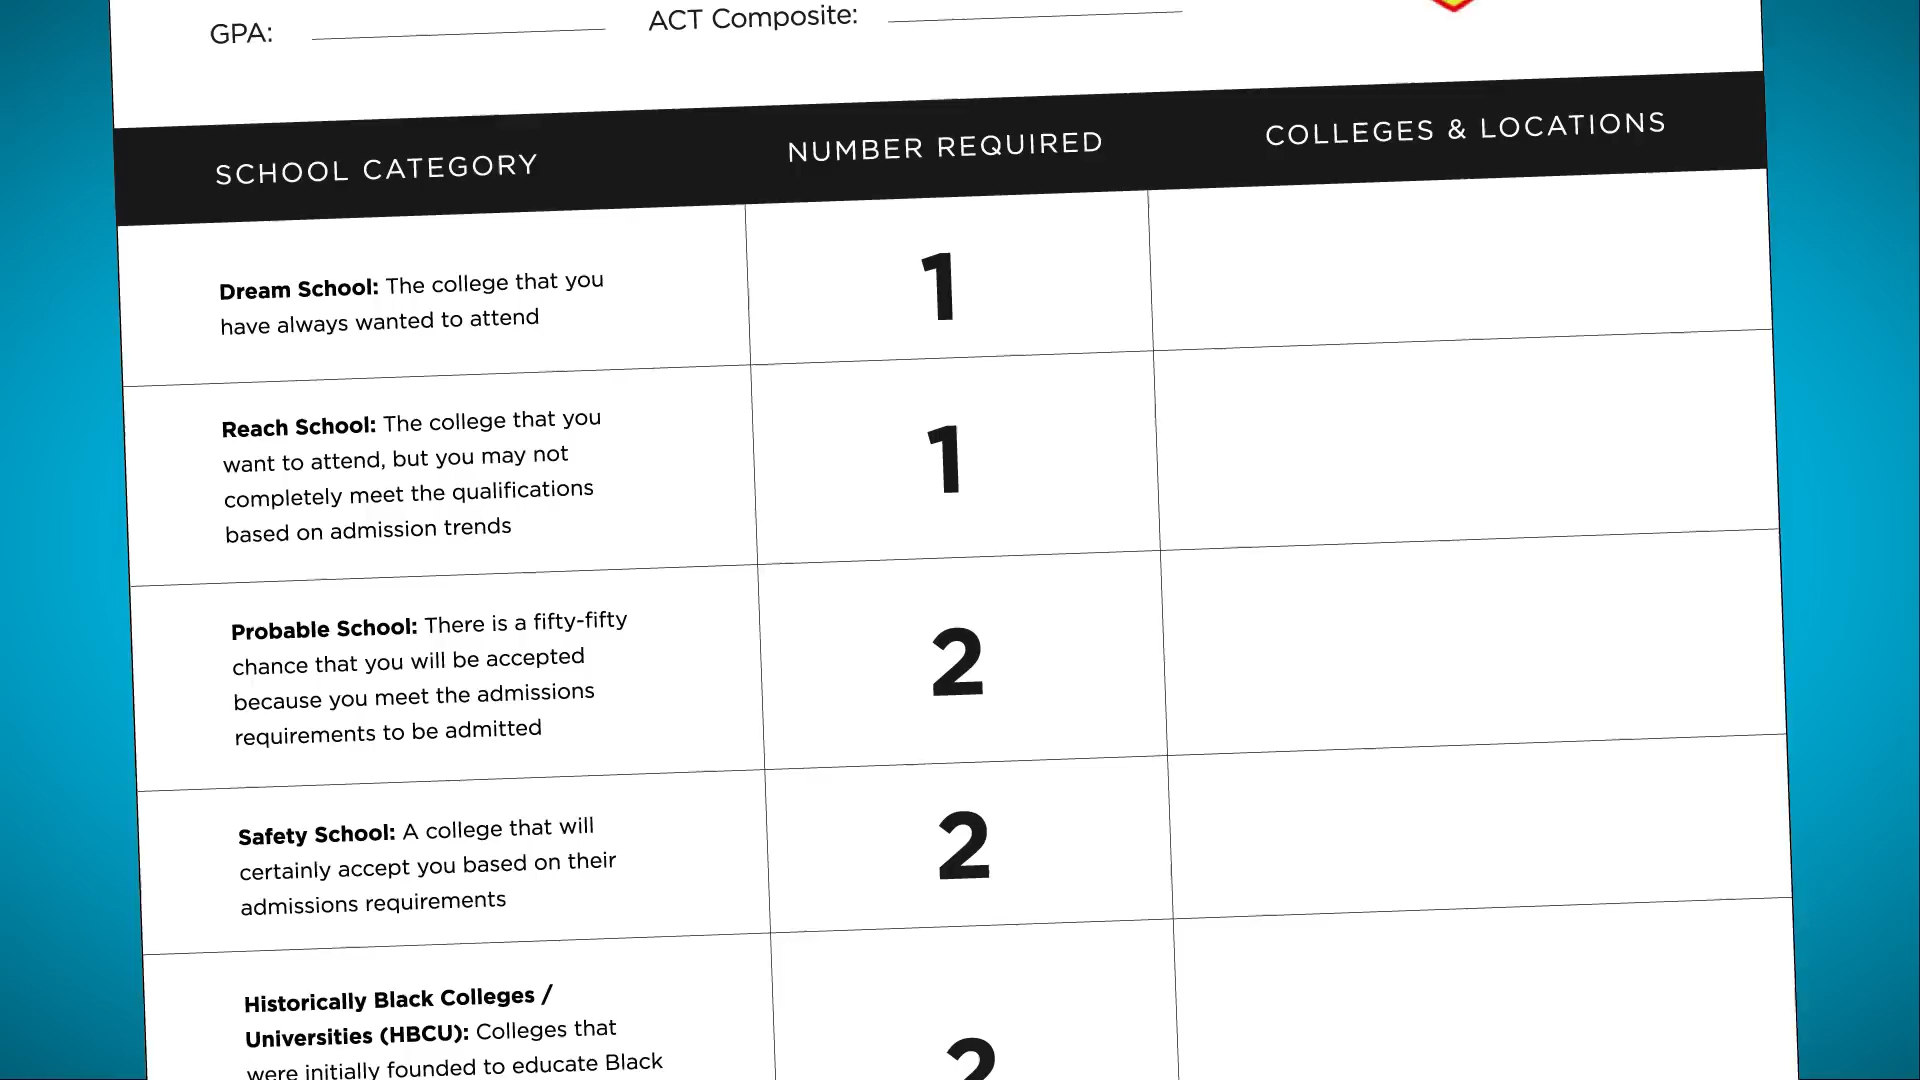 GPA:
ACT Composite:
SCHOOL CATEGORY
NUMBER REQUIRED
COLLEGES & LOCATIONS
Dream School: The college that you
have always wanted to attend
1
Reach School: The college that you
want to attend, but you may not
completely meet the qualifications
based on admission trends
1
Probable School: There is a fifty-fifty
chance that you will be accepted
because you meet the admissions
requirements to be admitted
2
Safety School: A college that will
certainly accept you based on their
admissions requirements
2
Historically Black Colleges /
Universities (HBCU): Colleges that
were initially founded to educate Black
2